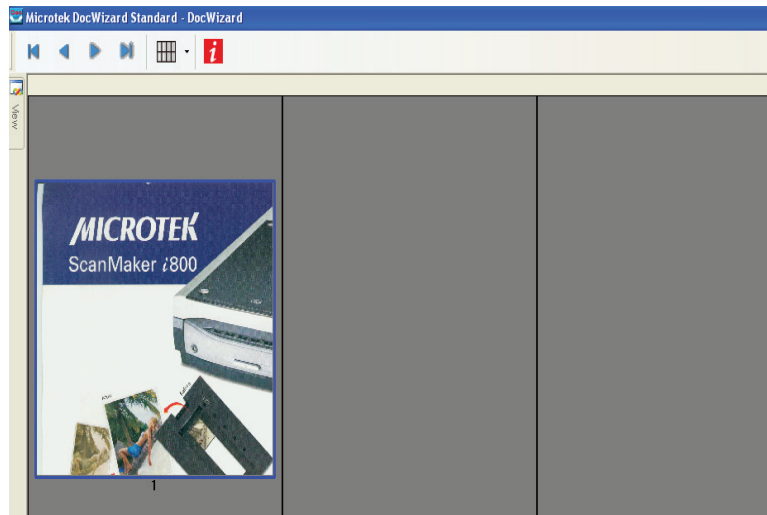 Microtek DocWizard Standard - DocWizard
i
View
MICROTEK
ScanMaker i800
1